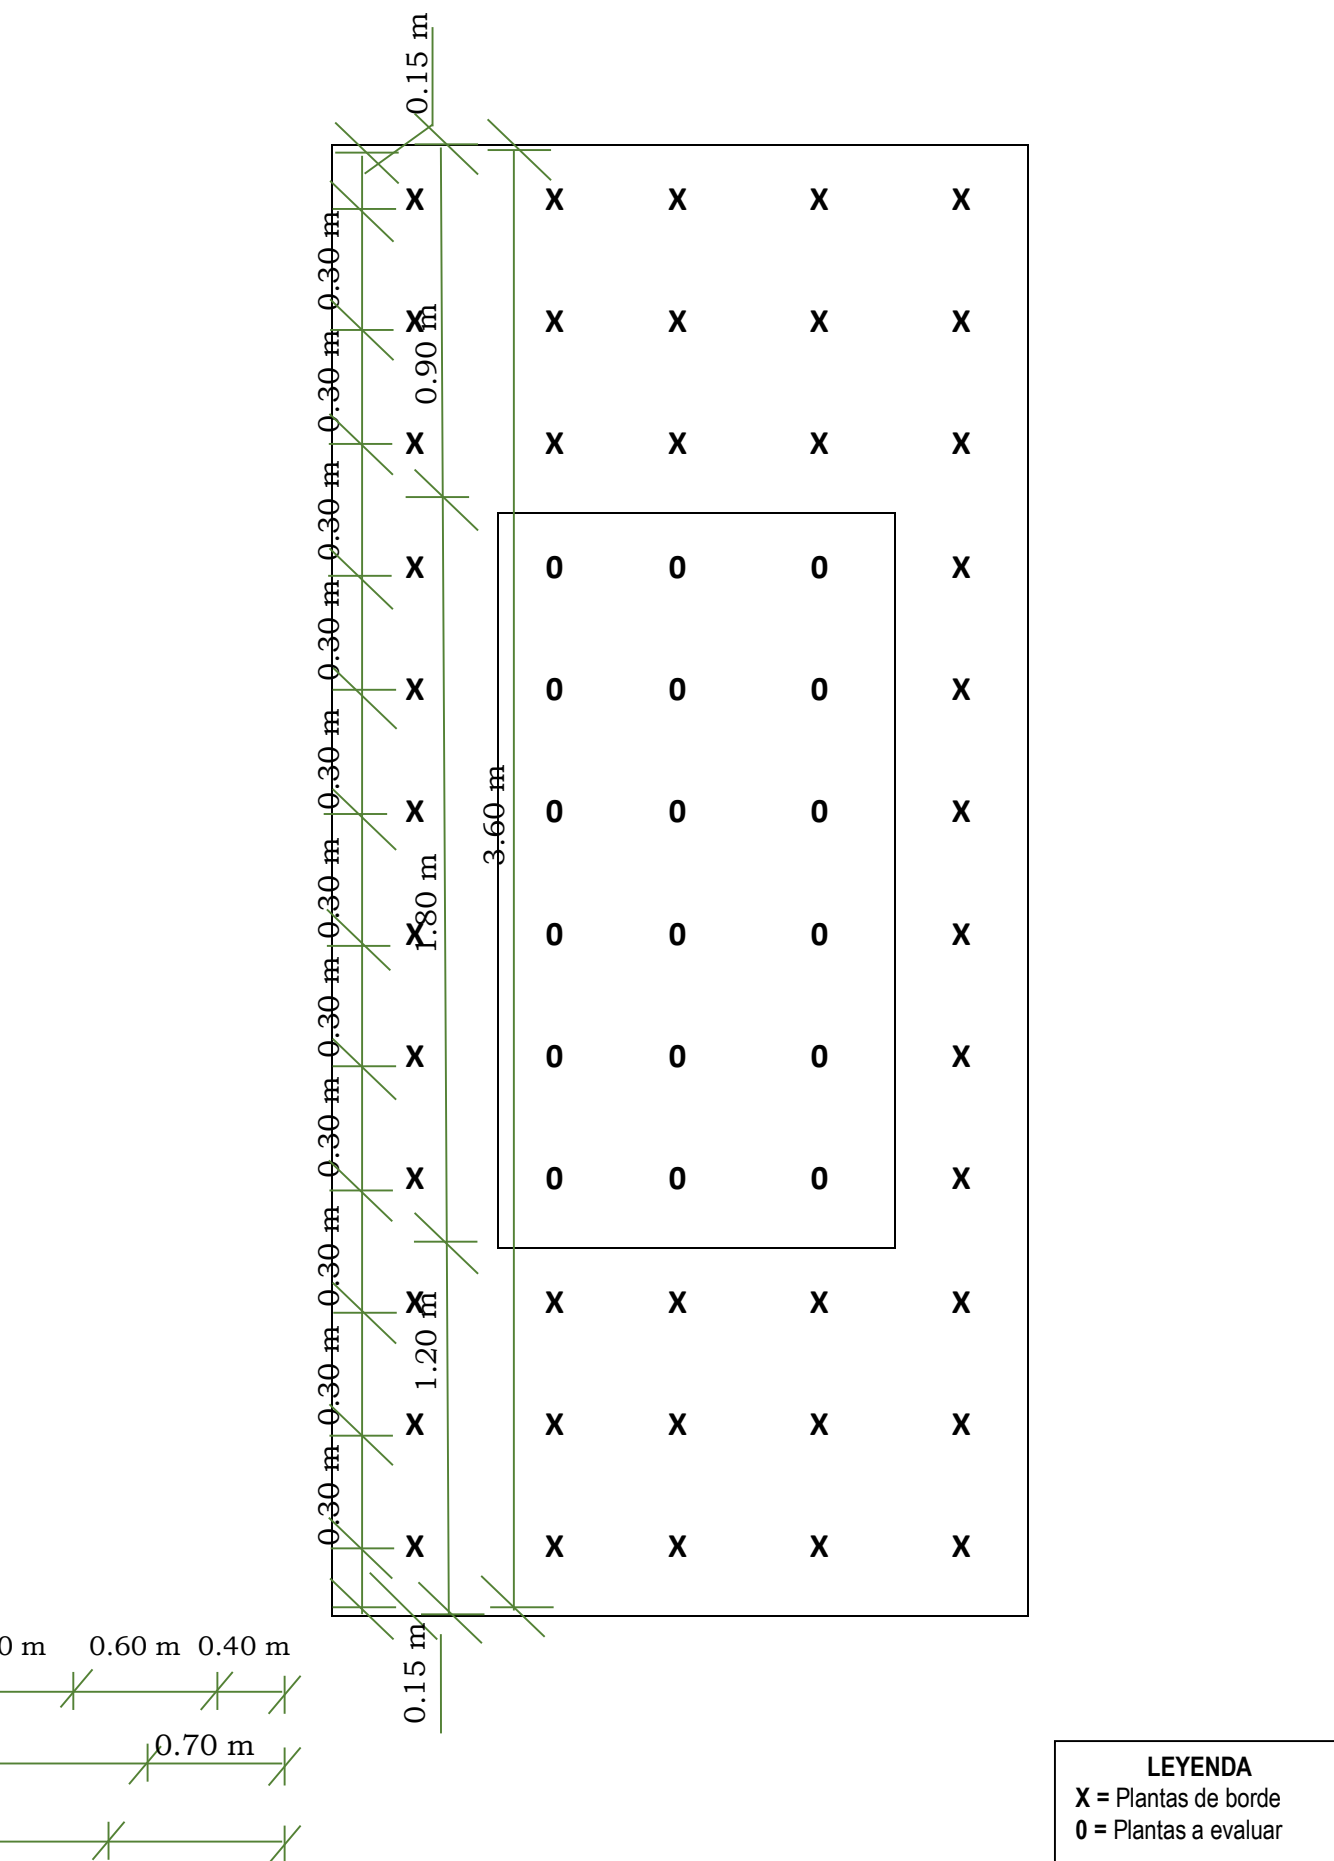 0.15 m
X X X X X
0.30 m
X X X X X
0.90 m
0.30 m
X X X X X
0.30 m
X 0 0 0 X
0.30 m
X 0 0 0 X
0.30 m
3.60 m
X 0 0 0 X
0.30 m
1.80 m
X 0 0 0 X
0.30 m
X 0 0 0 X
0.30 m
X 0 0 0 X
0.30 m
X X X X X
1.20 m
0.30 m
X X X X X
0.30 m
X X X X X
0.15 m
0 m 0.60 m 0.40 m
0.70 m
LEYENDA
X = Plantas de borde
0 = Plantas a evaluar